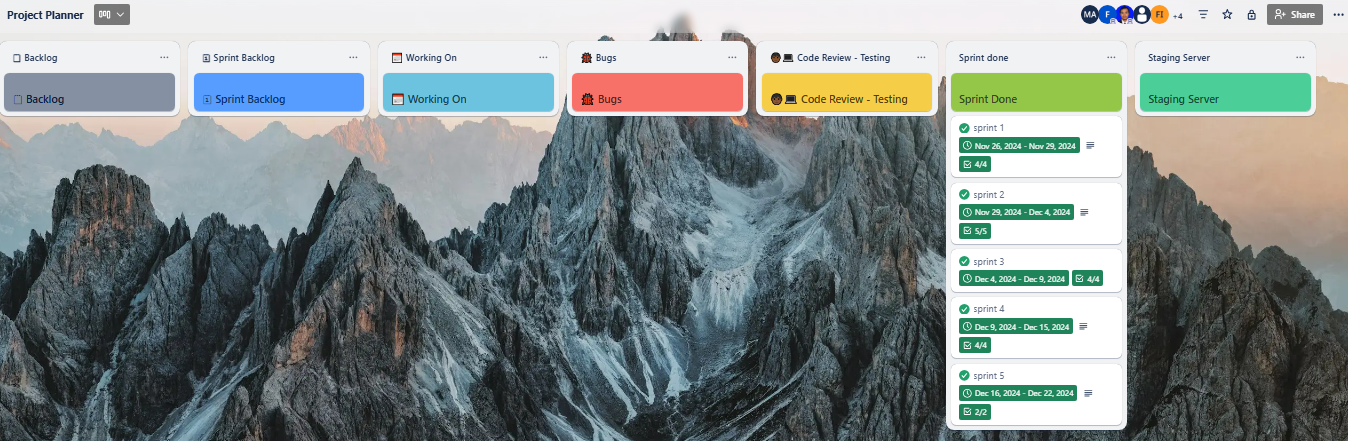 Project Planner
MA F FI +4 Share
Backlog
Backlog
Sprint Backlog
Sprint Backlog
Working On
Working On
Bugs
Bugs
Code Review - Testing
Code Review - Testing
Sprint done
Sprint Done
sprint 1
Nov 26, 2024 - Nov 29, 2024
4/4
sprint 2
Nov 29, 2024 - Dec 4, 2024
5/5
sprint 3
Dec 4, 2024 - Dec 9, 2024 4/4
sprint 4
Dec 9, 2024 - Dec 15, 2024
4/4
sprint 5
Dec 16, 2024 - Dec 22, 2024
2/2
Staging Server
Staging Server